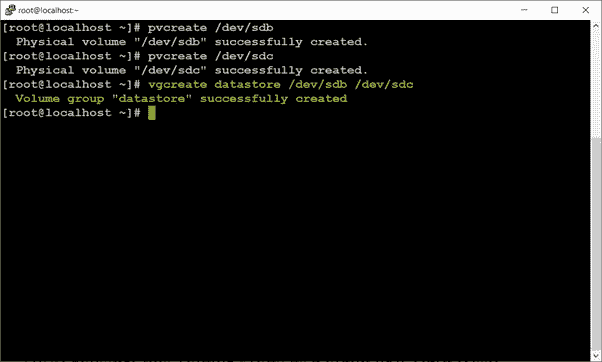 root@localhost:~
[root@localhost ~]# pvcreate /dev/sdb
  Physical volume "/dev/sdb" successfully created.
[root@localhost ~]# pvcreate /dev/sdc
  Physical volume "/dev/sdc" successfully created.
[root@localhost ~]# vgcreate datastore /dev/sdb /dev/sdc
  Volume group "datastore" successfully created
[root@localhost ~]#